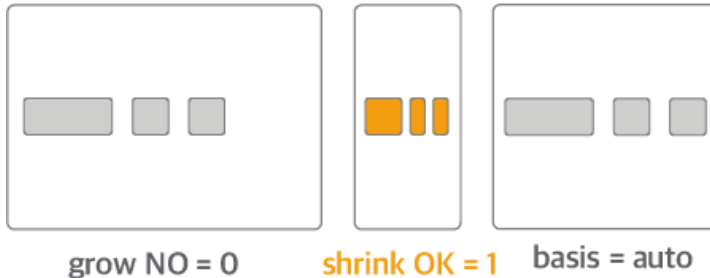 grow NO = 0
shrink OK = 1
basis = auto